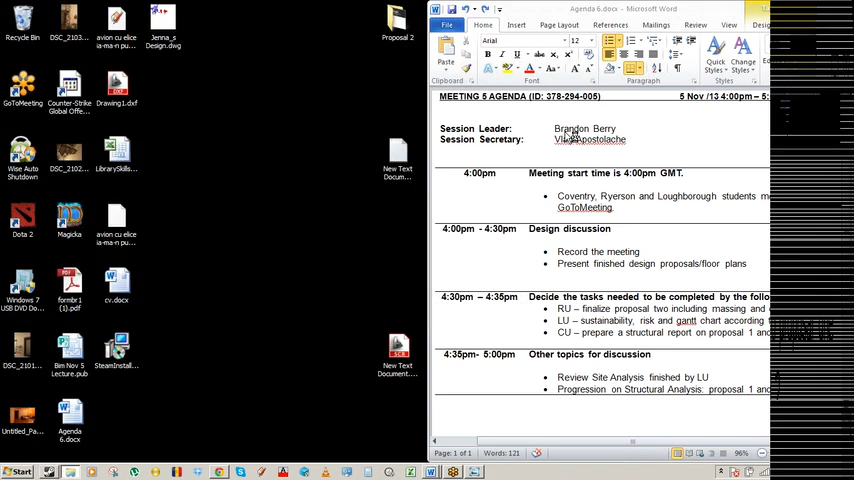 Recycle Bin
DSC_2103...
avion cu elice
ia-ma-n pu...
Jenna_s
Design.dwg
Proposal 2
GoToMeeting
Counter-Strike
Global Offe...
Drawing1.dxf
Wise Auto
Shutdown
DSC_2102...
LibrarySkills...
New Text
Docum...
Dota 2
Magicka
avion cu elice
ia-ma-n pu...
Windows 7
USB DVD Do...
formbr1
(1).pdf
cv.docx
DSC_2101...
Bim Nov 5
Lecture.pub
SteamInstall...
New Text
Document...
Untitled_Pa...
Agenda
6.docx
Start
Agenda 6.docx - Microsoft Word
File
Home
Insert
Page Layout
References
Mailings
Review
View
Arial
12
Paste
Quick
Styles
Change
Styles
Clipboard
Font
Paragraph
Styles
MEETING 5 AGENDA (ID: 378-294-005) 5 Nov /13 4:00pm – 5:
Session Leader: Brandon Berry
Session Secretary: Apostolache
4:00pm Meeting start time is 4:00pm GMT.
• Coventry, Ryerson and Loughborough students
GoToMeeting.
4:00pm - 4:30pm Design discussion
• Record the meeting
• Present finished design proposals/floor plans
4:30pm – 4:35pm Decide the tasks needed to be completed by the follo
• RU – finalize proposal two including massing and
• LU – sustainability, risk and gantt chart according
• CU – prepare a structural report on proposal 1 and
4:35pm- 5:00pm Other topics for discussion
• Review Site Analysis finished by LU
• Progression on Structural Analysis: proposal 1 and
Page: 1 of 1
Words: 121
96%